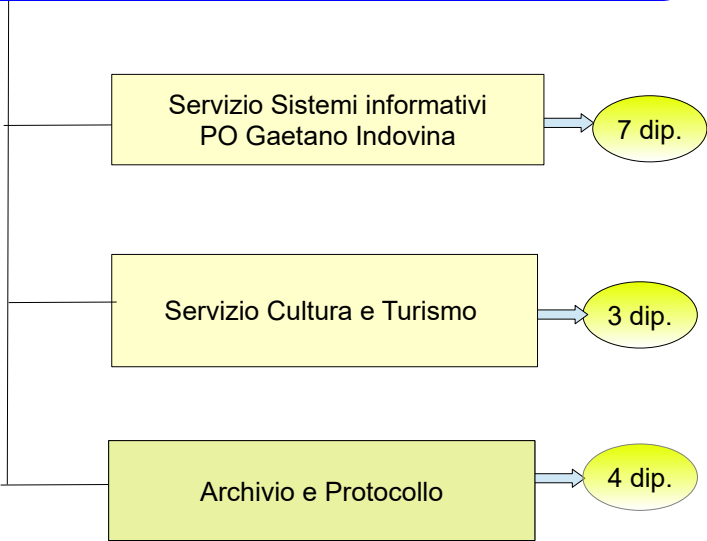 Servizio Sistemi informativi
PO Gaetano Indovina
7 dip.
Servizio Cultura e Turismo
3 dip.
Archivio e Protocollo
4 dip.